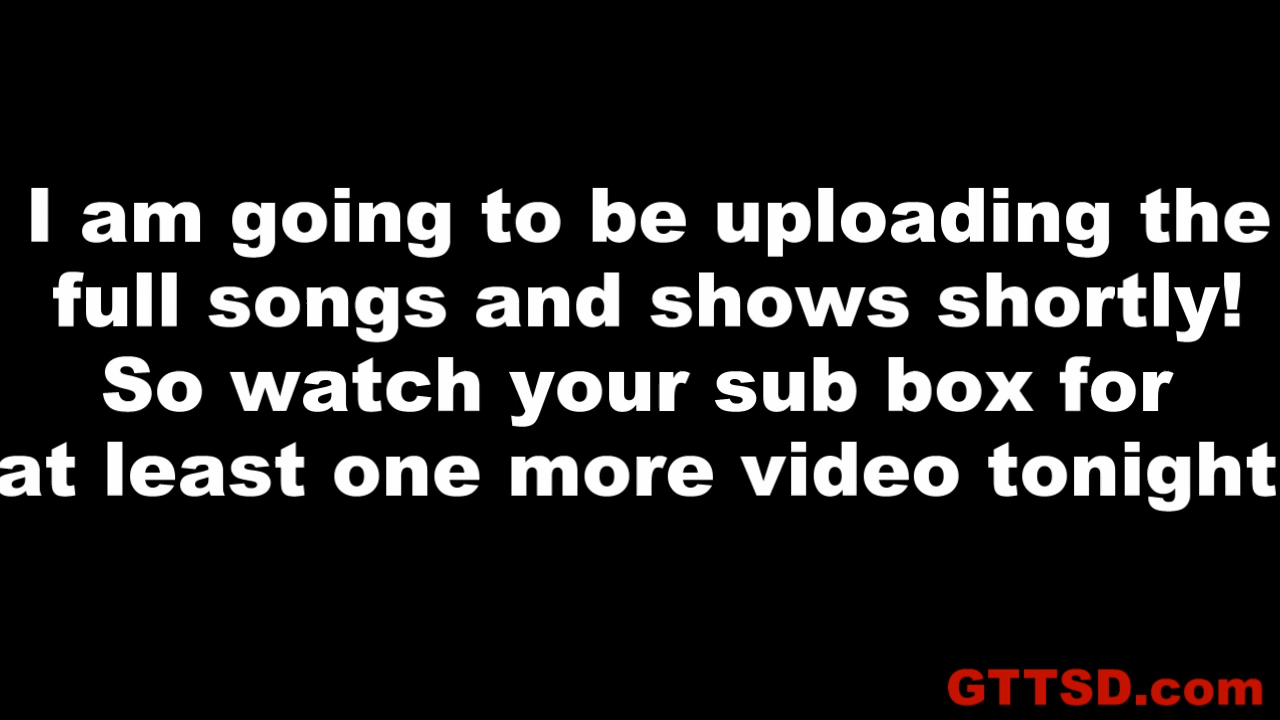 I am going to be uploading the
full songs and shows shortly!
So watch your sub box for
at least one more video tonight
GTTSD.com